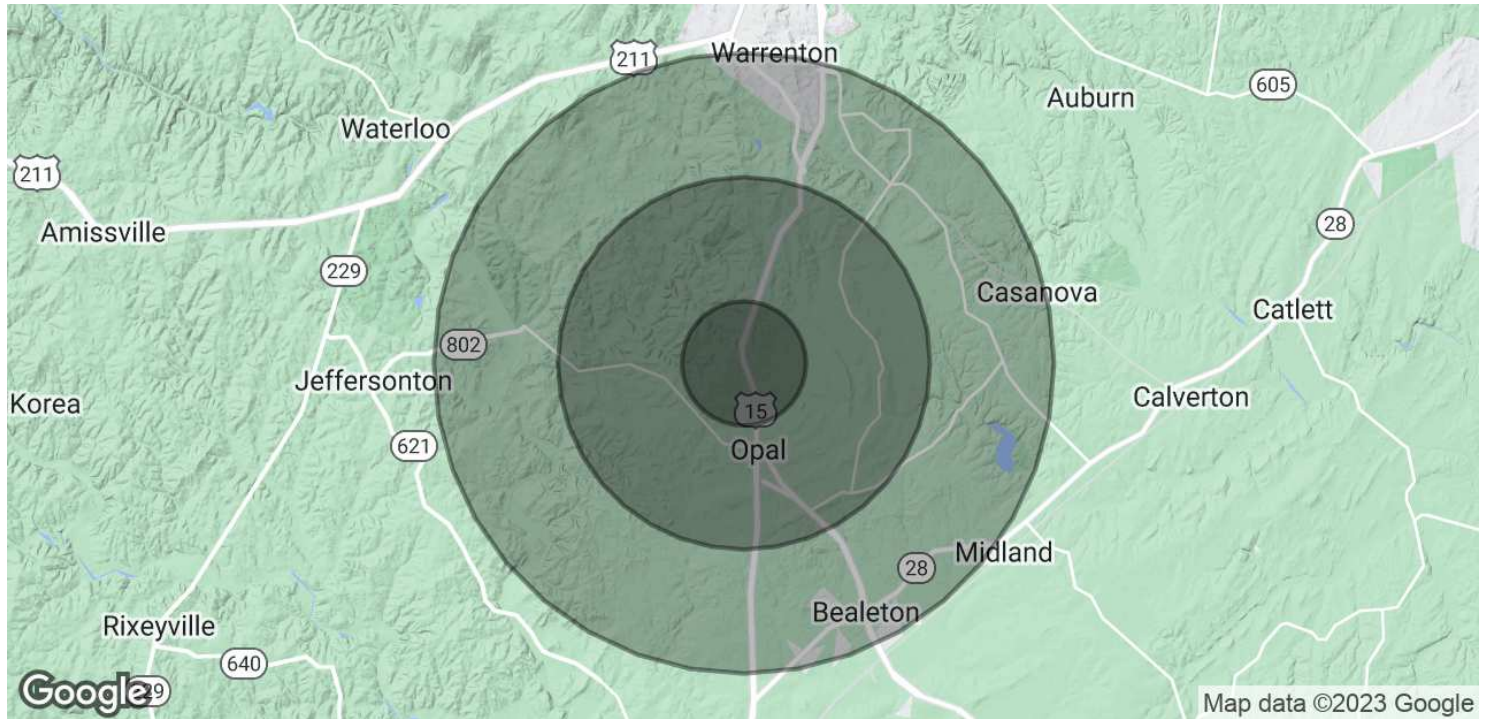 Warrenton
211
605
Auburn
Waterloo
211
28
Amissville
229
Casanova
Catlett
802
Jeffersonton
Calverton
Korea
15
621
Opal
Midland
28
Bealeton
Rixeyville
640
Google
29
Map data ©2023 Google